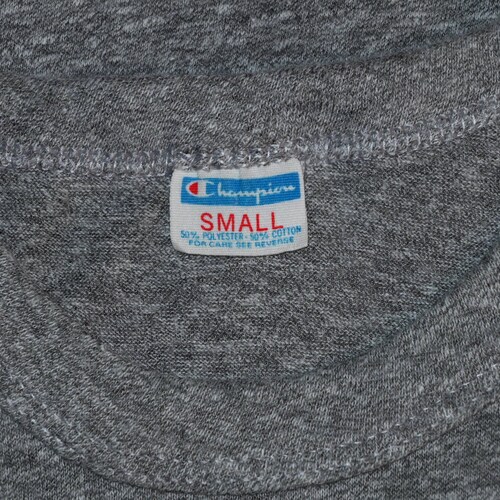 Champion
SMALL
50% POLYESTER - 50% COTTON
FOR CARE SEE REVERSE